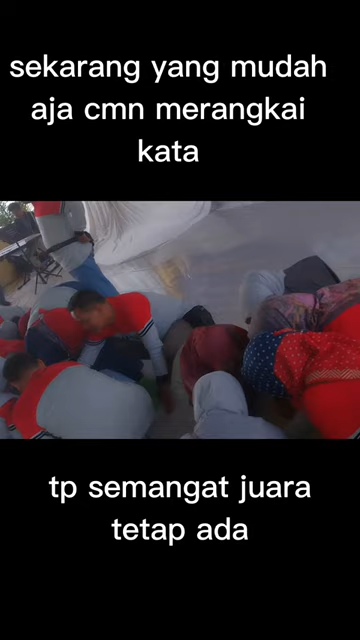 sekarang yang mudah
aja cmn merangkai
kata
tp semangat juara
tetap ada